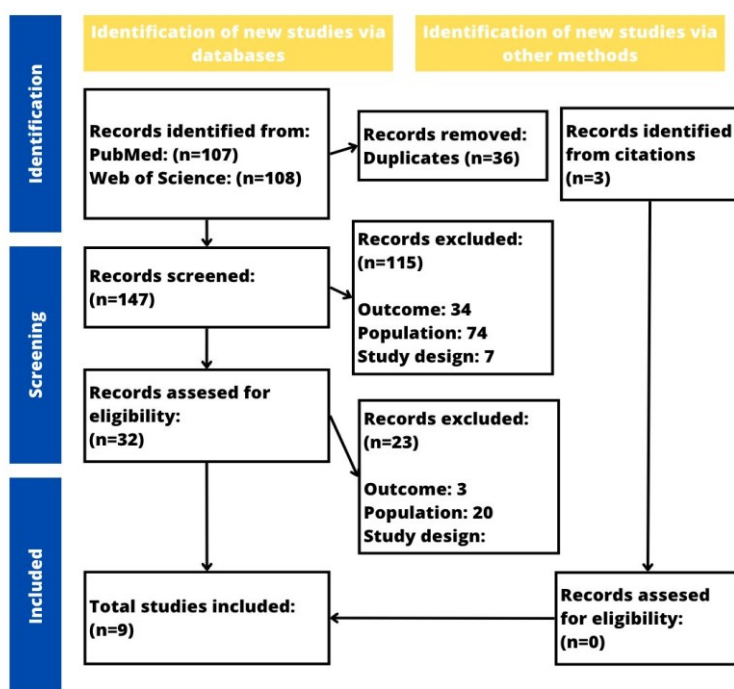 Identification of new studies via
databases
Identification of new studies via
other methods
Identification
Records identified from:
PubMed: (n=107)
Web of Science: (n=108)
Records removed:
Duplicates (n=36)
Records identified
from citations
(n=3)
Screening
Records screened:
(n=147)
Records excluded:
(n=115)
Outcome: 34
Population: 74
Study design: 7
Records assesed for
eligibility:
(n=32)
Records excluded:
(n=23)
Outcome: 3
Population: 20
Study design:
Included
Total studies included:
(n=9)
Records assesed
for eligibility:
(n=0)